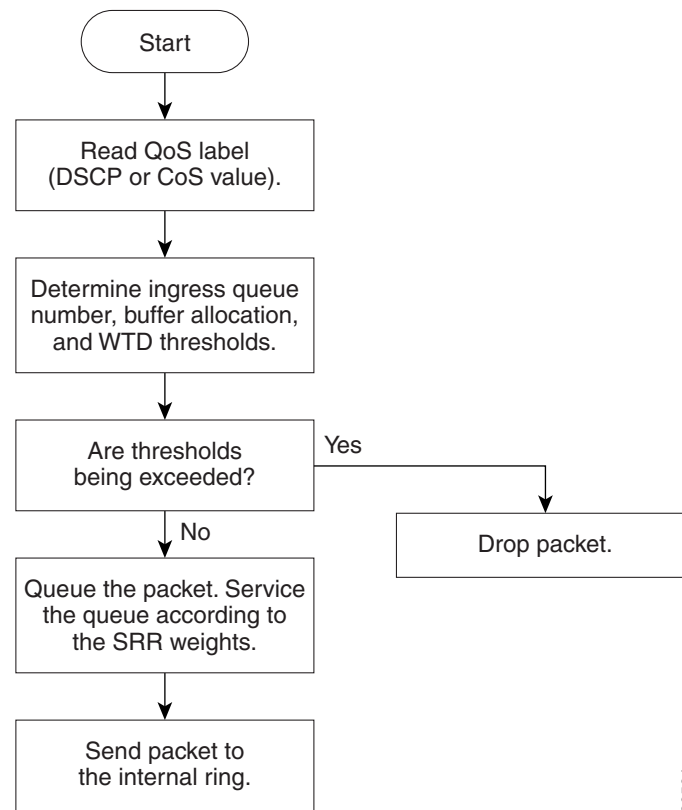 Start
Read QoS label
(DSCP or CoS value).
Determine ingress queue
number, buffer allocation,
and WTD thresholds.
Are thresholds
being exceeded?
Yes
No
Drop packet.
Queue the packet. Service
the queue according to
the SRR weights.
Send packet to
the internal ring.